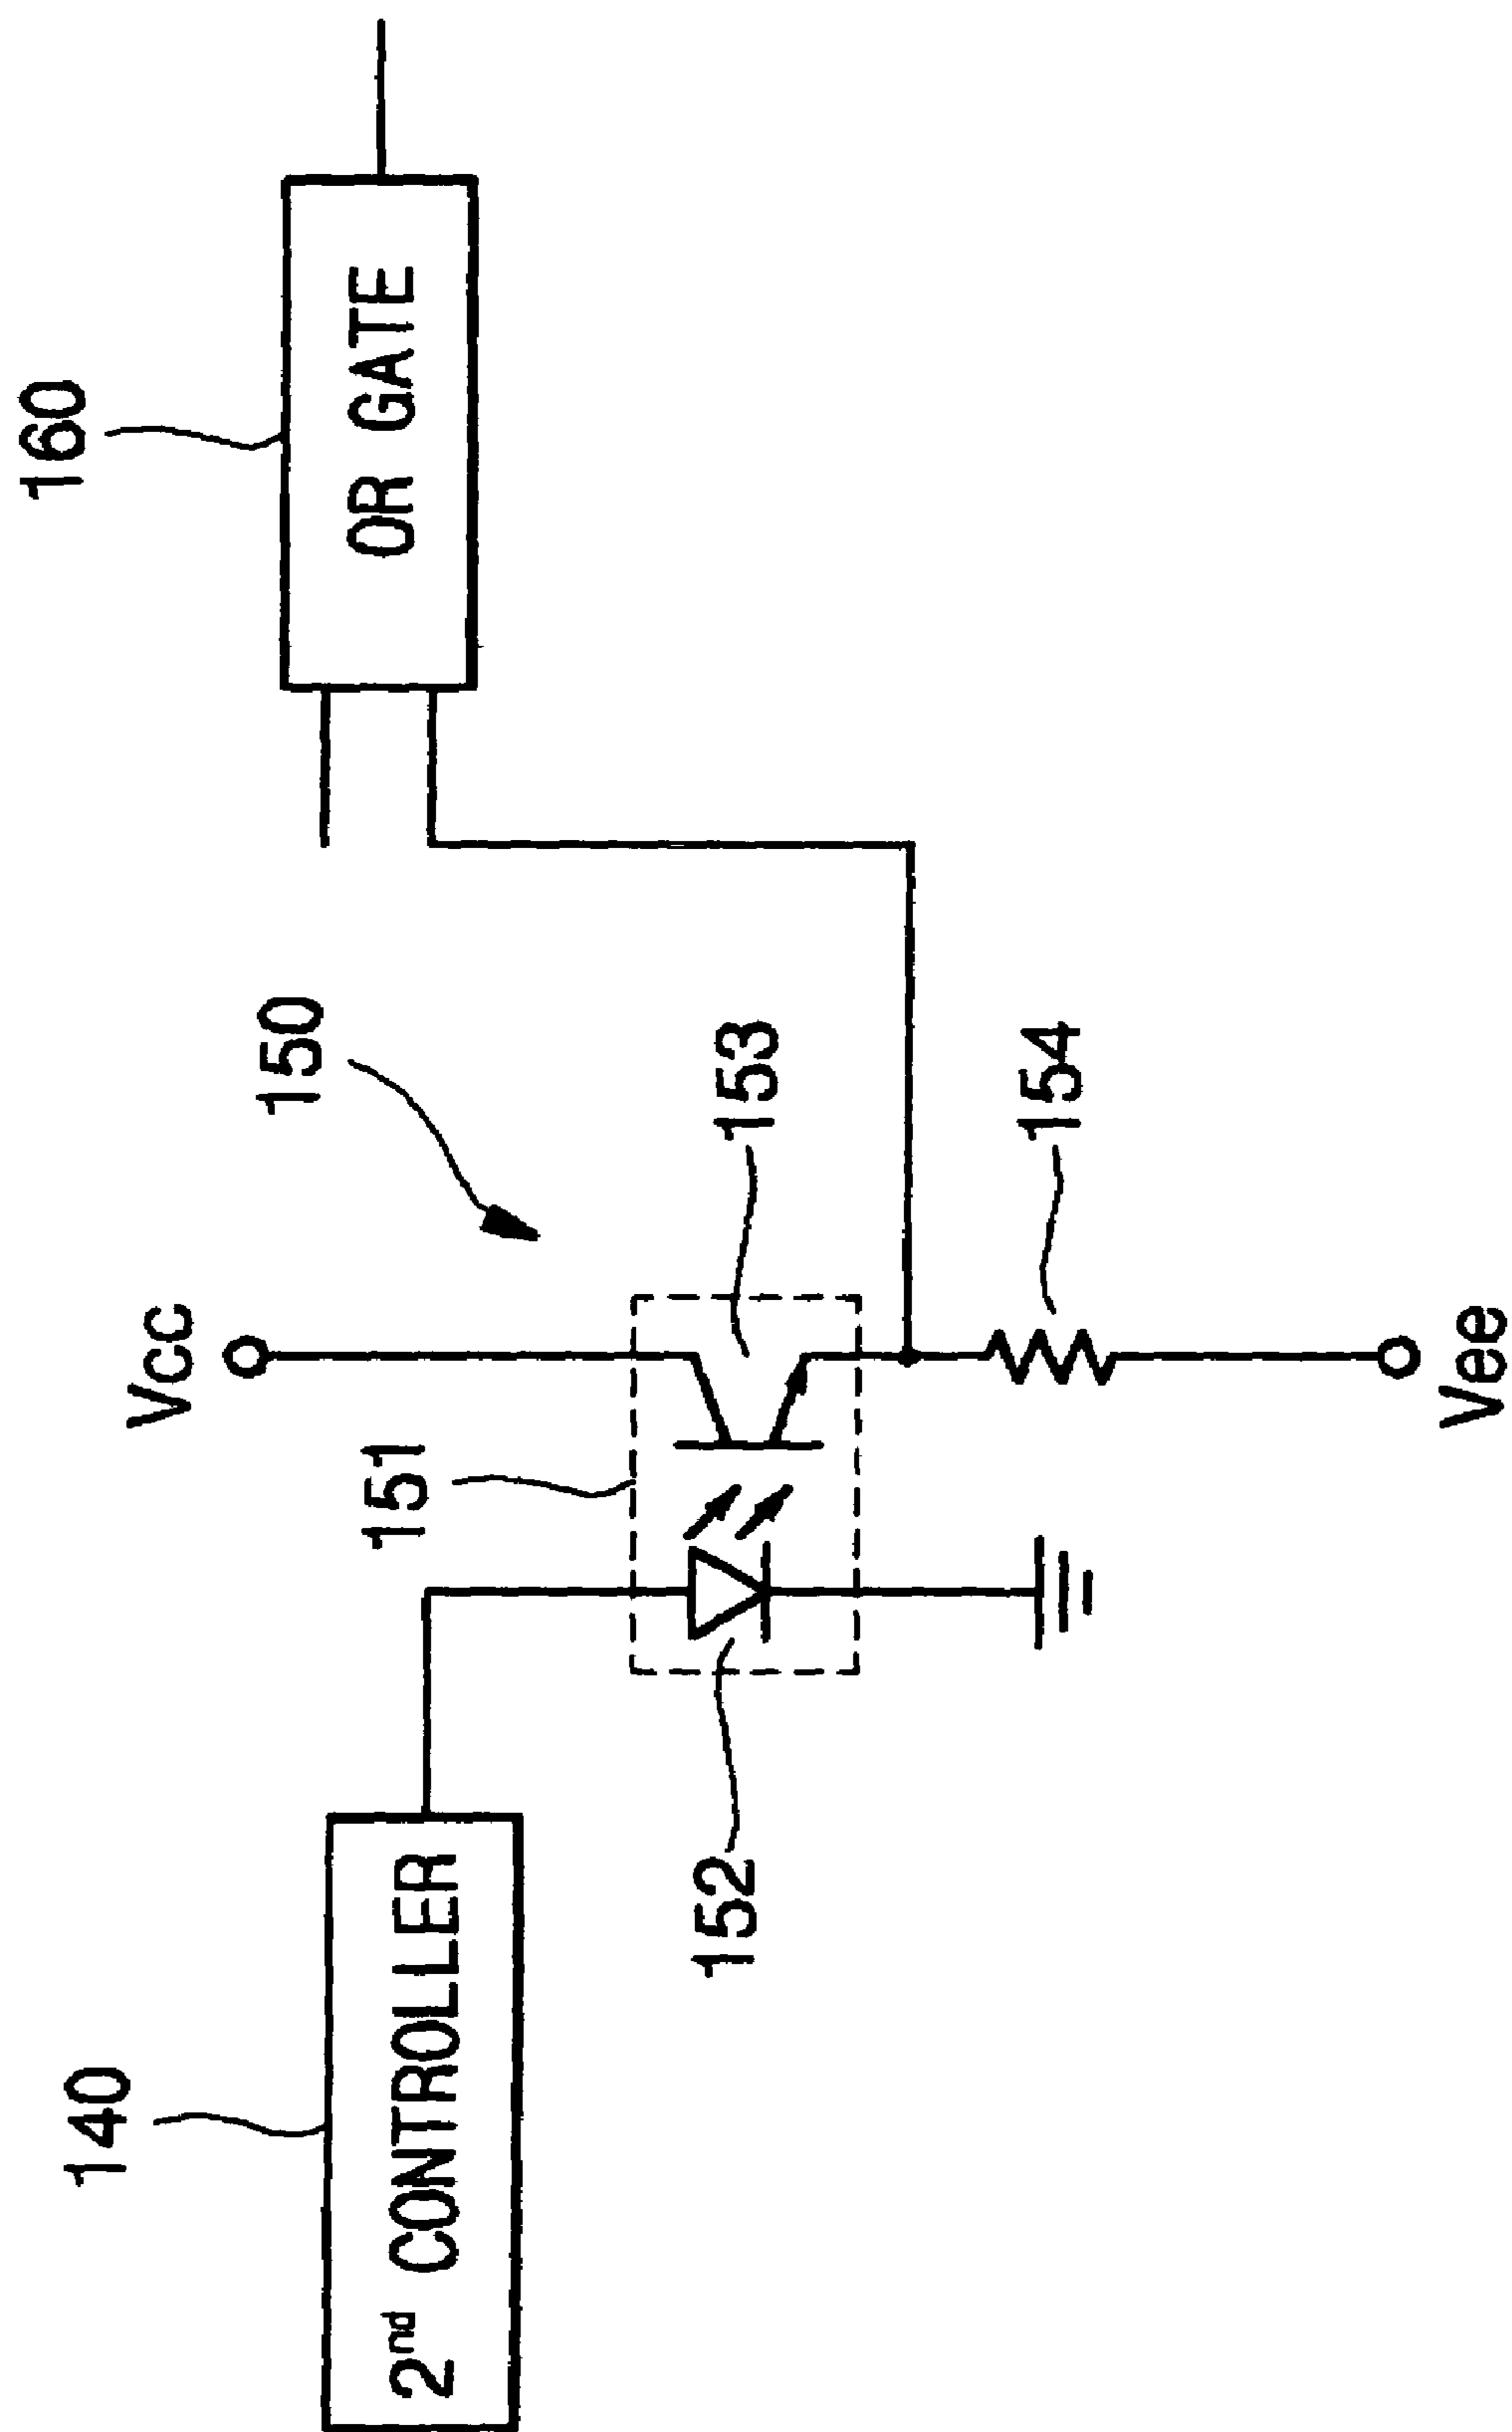 140
2nd CONTROLLER
152
151
Vcc
150
153
154
Vee
160
OR GATE